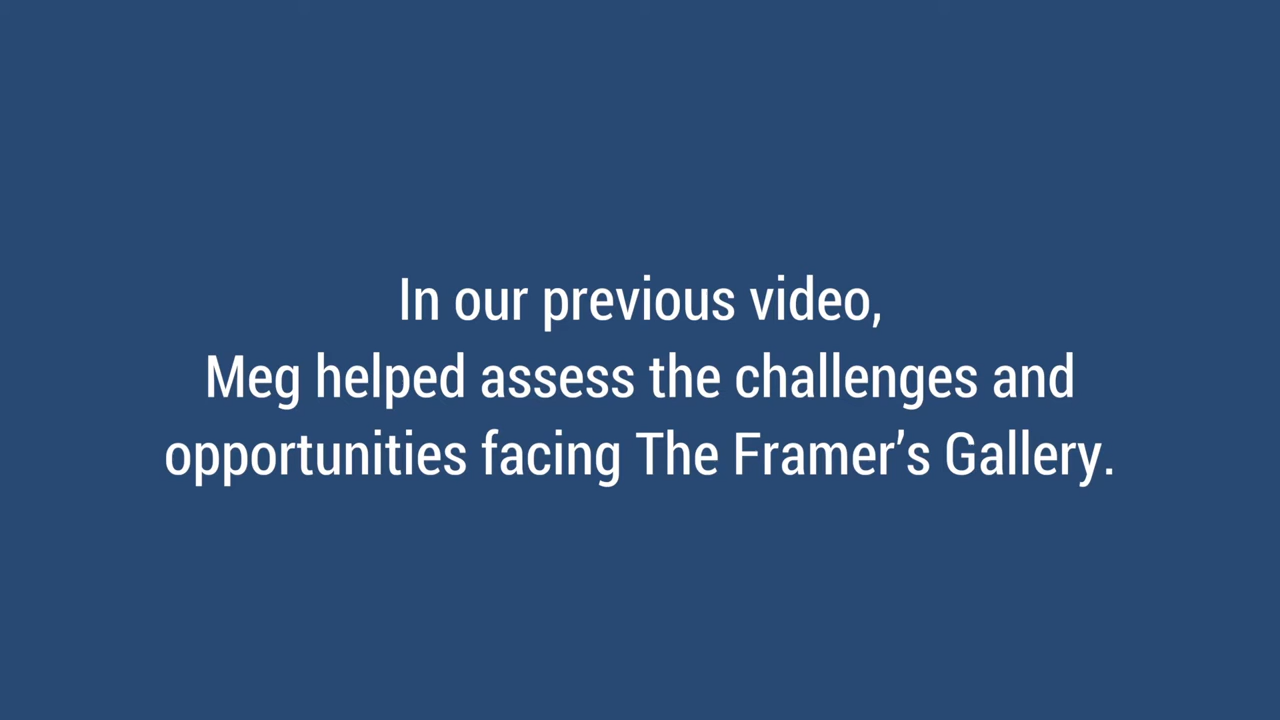 In our previous video,
Meg helped assess the challenges and
opportunities facing The Framer’s Gallery.